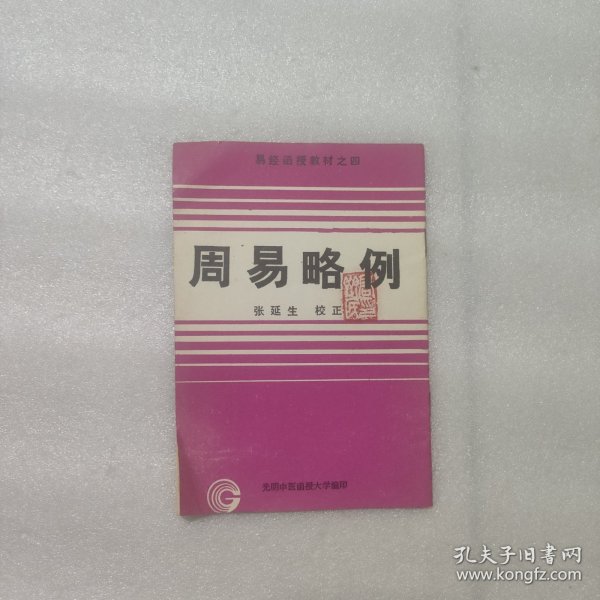 易经函授教材之四
周易略例
张延生 校正
光明中医函授大学编印
孔夫子旧书网
www.kongfz.com